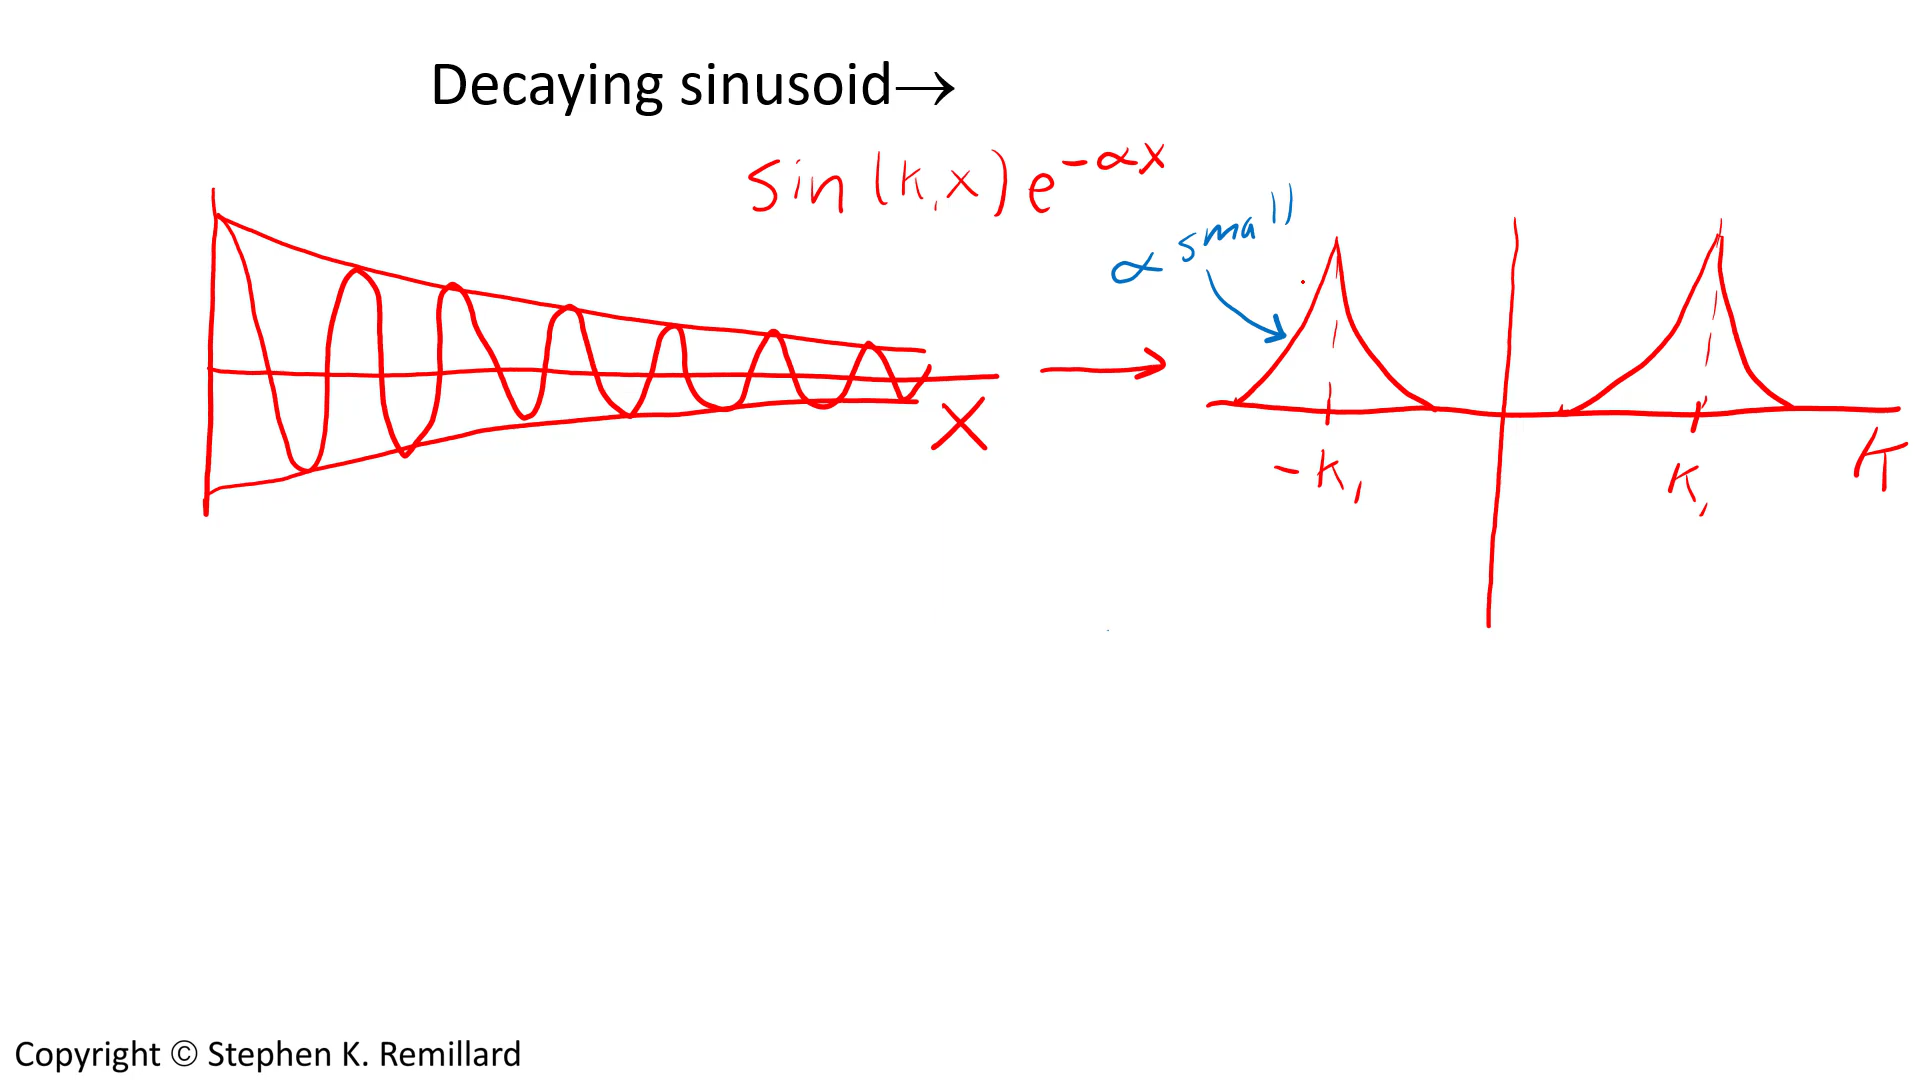 Decaying sinusoid→
sin(k₁x)e^-αx
α small
X
-k₁
k₁
k
Copyright © Stephen K. Remillard